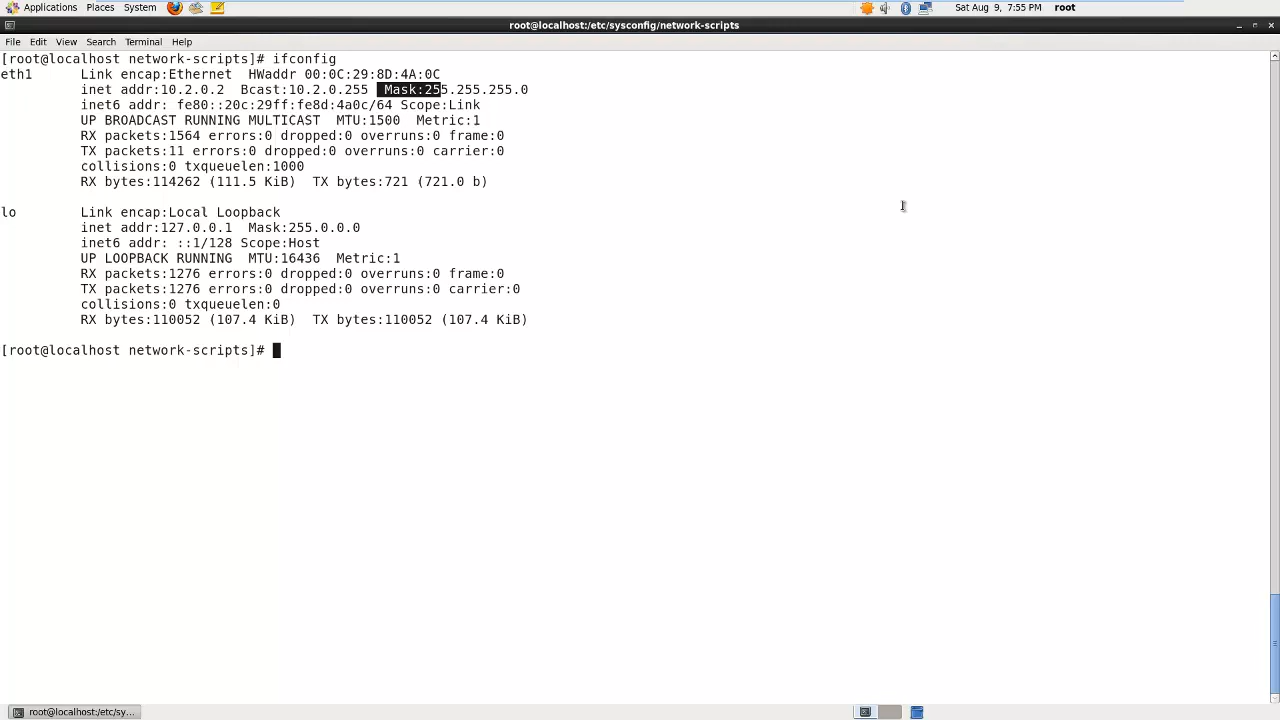 Applications Places System Sat Aug 9, 7:55 PM root
root@localhost:/etc/sysconfig/network-scripts
File Edit View Search Terminal Help
[root@localhost network-scripts]# ifconfig
eth1 Link encap:Ethernet HWaddr 00:0C:29:8D:4A:0C
inet addr:10.2.0.2 Bcast:10.2.0.255 Mask:255.255.255.0
inet6 addr: fe80::20c:29ff:fe8d:4a0c/64 Scope:Link
UP BROADCAST RUNNING MULTICAST MTU:1500 Metric:1
RX packets:1564 errors:0 dropped:0 overruns:0 frame:0
TX packets:11 errors:0 dropped:0 overruns:0 carrier:0
collisions:0 txqueuelen:1000
RX bytes:114262 (111.5 KiB) TX bytes:721 (721.0 b)
lo Link encap:Local Loopback
inet addr:127.0.0.1 Mask:255.0.0.0
inet6 addr: ::1/128 Scope:Host
UP LOOPBACK RUNNING MTU:16436 Metric:1
RX packets:1276 errors:0 dropped:0 overruns:0 frame:0
TX packets:1276 errors:0 dropped:0 overruns:0 carrier:0
collisions:0 txqueuelen:0
RX bytes:110052 (107.4 KiB) TX bytes:110052 (107.4 KiB)
[root@localhost network-scripts]#
root@localhost:/etc/sy...